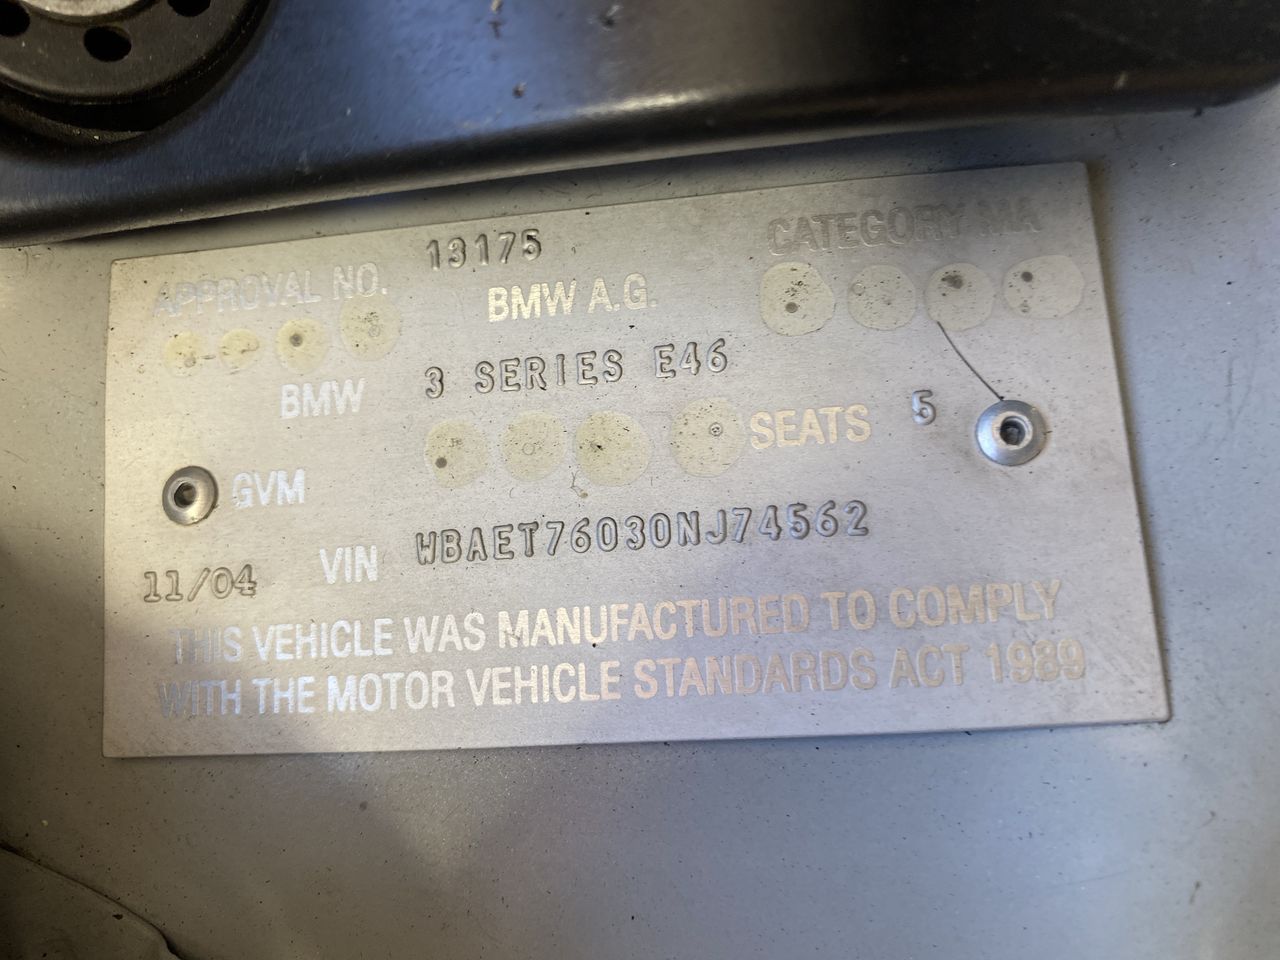 APPROVAL NO. 13175 CATEGORY MA
BMW A.G.
BMW 3 SERIES E46
SEATS 5
GVM
VIN WBAET76030NJ74562
11/04
THIS VEHICLE WAS MANUFACTURED TO COMPLY
WITH THE MOTOR VEHICLE STANDARDS ACT 1989